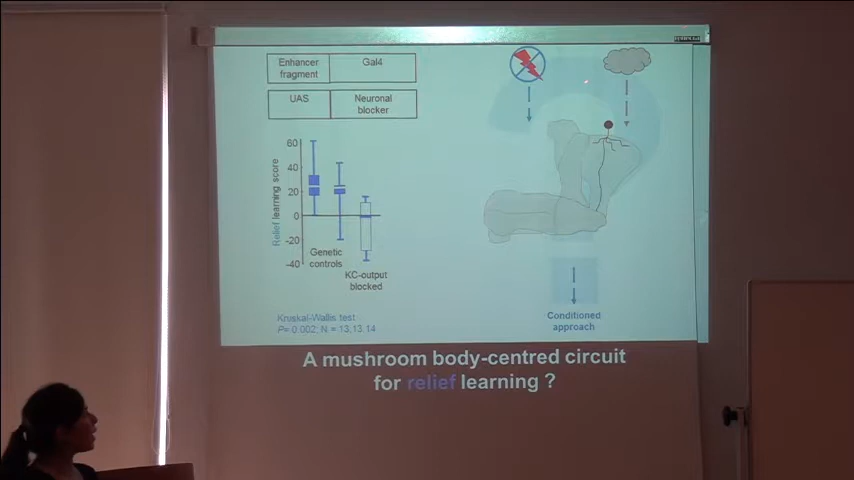 Enhancer
fragment
Gal4
UAS
Neuronal
blocker
Relief learning score
60
40
20
0
-20
-40
Genetic
controls
KC-output
blocked
Kruskal-Wallis test
P= 0.002; N = 13,13,14
Conditioned
approach
A mushroom body-centred circuit
for relief learning ?